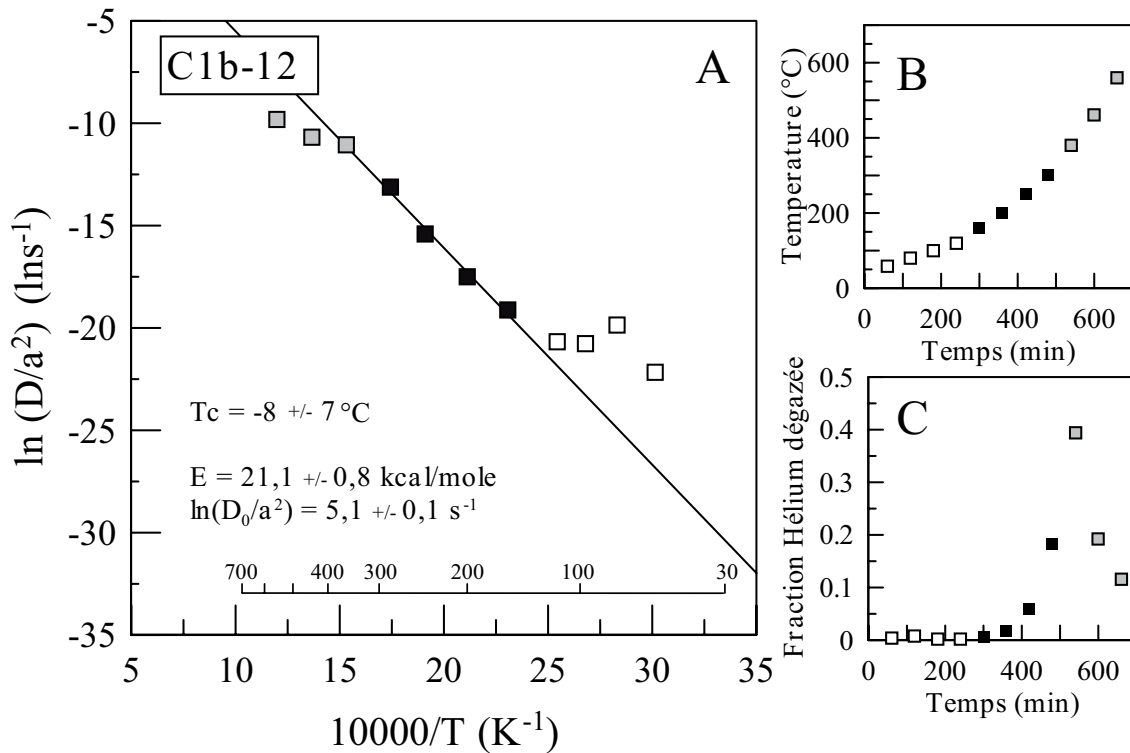 C1b-12
A
-5
-10
-15
-20
-25
-30
-35
ln (D/a²) (lns⁻¹)
Tc = -8 +/- 7 °C
E = 21,1 +/- 0,8 kcal/mole
ln(D₀/a²) = 5,1 +/- 0,1 s⁻¹
700 400 300 200 100 30
5 10 15 20 25 30 35
10000/T (K⁻¹)
B
600
400
200
0
Temperature (°C)
0 200 400 600
Temps (min)
C
0.5
0.4
0.3
0.2
0.1
0
Fraction Hélium dégazée
0 200 400 600
Temps (min)